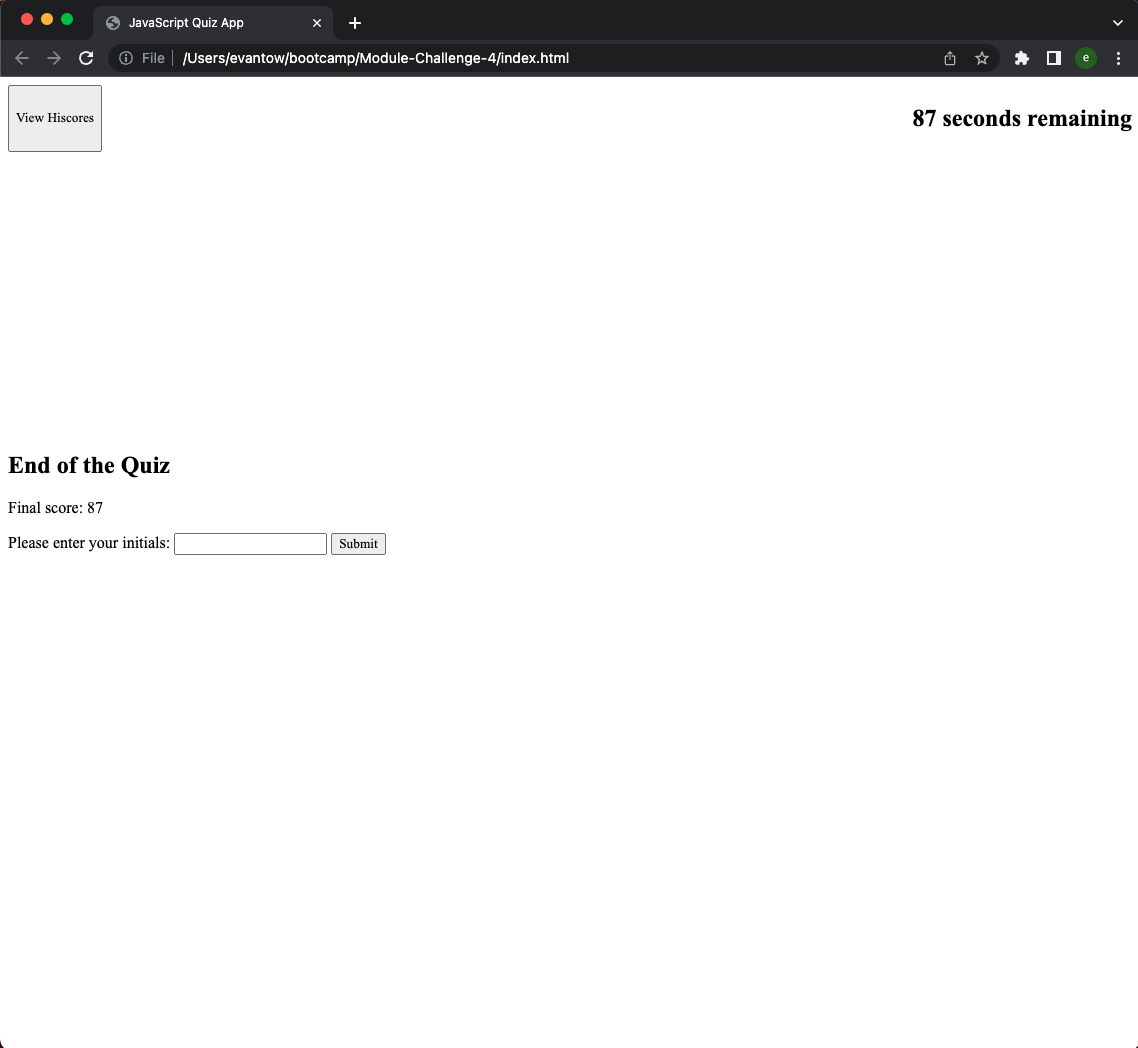 JavaScript Quiz App
File /Users/evantow/bootcamp/Module-Challenge-4/index.html
e
View Hiscores
87 seconds remaining
End of the Quiz
Final score: 87
Please enter your initials:
Submit